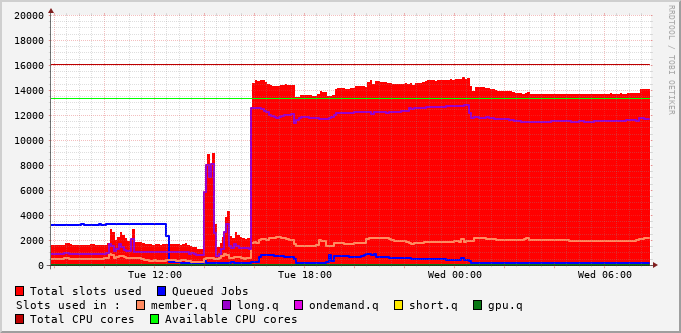 20000
18000
16000
14000
12000
10000
8000
6000
4000
2000
0
Tue 12:00 Tue 18:00 Wed 00:00 Wed 06:00
RRDTOOL / TOBI OETIKER
Total slots used Queued Jobs
Slots used in : member.q long.q ondemand.q short.q gpu.q
Total CPU cores Available CPU cores